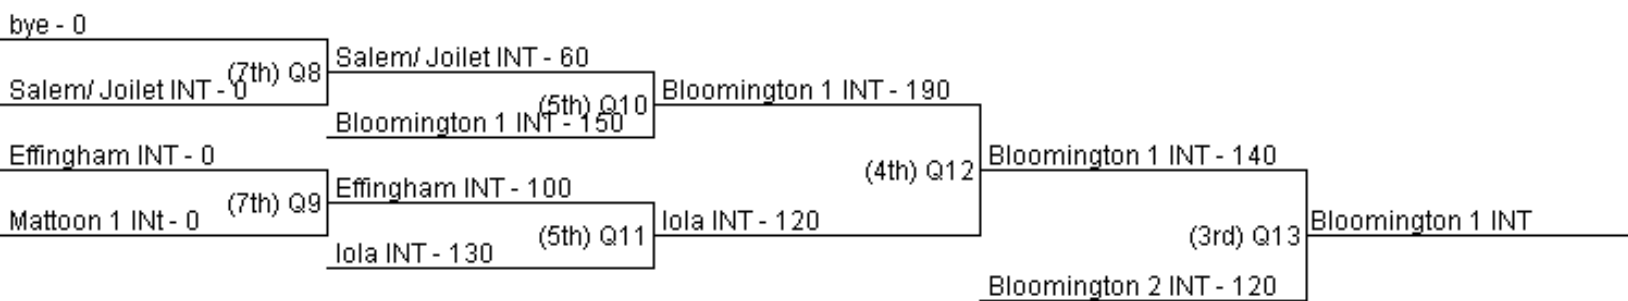 bye - 0
(7th) Q8
Salem/ Joilet INT - 0
Salem/ Joilet INT - 60
(5th) Q10
Bloomington 1 INT - 150
Bloomington 1 INT - 190
Effingham INT - 0
(7th) Q9
Mattoon 1 INt - 0
Effingham INT - 100
(5th) Q11
Iola INT - 130
Iola INT - 120
(4th) Q12
Bloomington 1 INT - 140
(3rd) Q13
Bloomington 2 INT - 120
Bloomington 1 INT